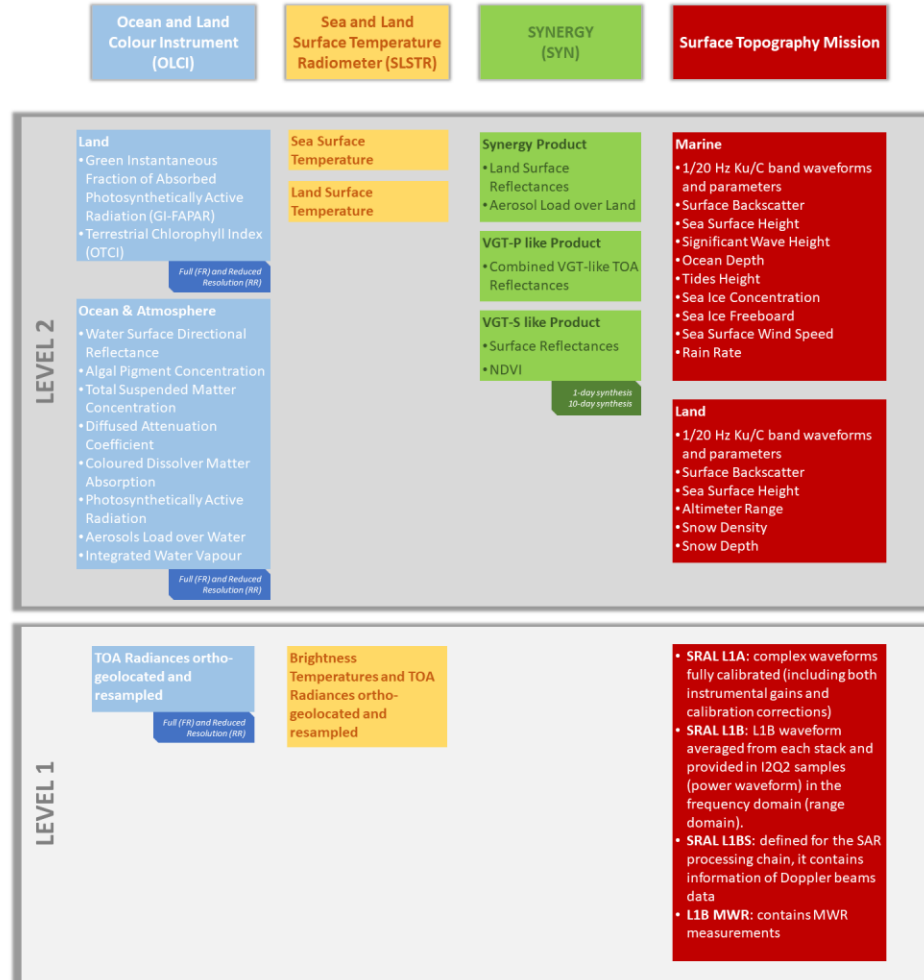 Ocean and Land
Colour Instrument
(OLCI)
Sea and Land
Surface Temperature
Radiometer (SLSTR)
SYNERGY
(SYN)
Surface Topography Mission
LEVEL 2
Land
•Green Instantaneous
Fraction of Absorbed
Photosynthetically Active
Radiation (GI-FAPAR)
•Terrestrial Chlorophyll Index
(OTCI)
Full (FR) and Reduced
Resolution (RR)
Ocean & Atmosphere
•Water Surface Directional
Reflectance
•Algal Pigment Concentration
•Total Suspended Matter
Concentration
•Diffused Attenuation
Coefficient
•Coloured Dissolver Matter
Absorption
•Photosynthetically Active
Radiation
•Aerosols Load over Water
•Integrated Water Vapour
Full (FR) and Reduced
Resolution (RR)
Sea Surface
Temperature
Land Surface
Temperature
Synergy Product
•Land Surface
Reflectances
•Aerosol Load over Land
VGT-P like Product
•Combined VGT-like TOA
Reflectances
VGT-S like Product
•Surface Reflectances
•NDVI
1-day synthesis
10-day synthesis
Marine
•1/20 Hz Ku/C band waveforms
and parameters
•Surface Backscatter
•Sea Surface Height
•Significant Wave Height
•Ocean Depth
•Tides Height
•Sea Ice Concentration
•Sea Ice Freeboard
•Sea Surface Wind Speed
•Rain Rate
Land
•1/20 Hz Ku/C band waveforms
and parameters
•Surface Backscatter
•Sea Surface Height
•Altimeter Range
•Snow Density
•Snow Depth
LEVEL 1
TOA Radiances ortho-
geolocated and
resampled
Full (FR) and Reduced
Resolution (RR)
Brightness
Temperatures and TOA
Radiances ortho-
geolocated and
resampled
• SRAL L1A: complex waveforms
fully calibrated (including both
instrumental gains and
calibration corrections)
• SRAL L1B: L1B waveform
averaged from each stack and
provided in I2Q2 samples
(power waveform) in the
frequency domain (range
domain).
• SRAL L1BS: defined for the SAR
processing chain, it contains
information of Doppler beams
data
• L1B MWR: contains MWR
measurements